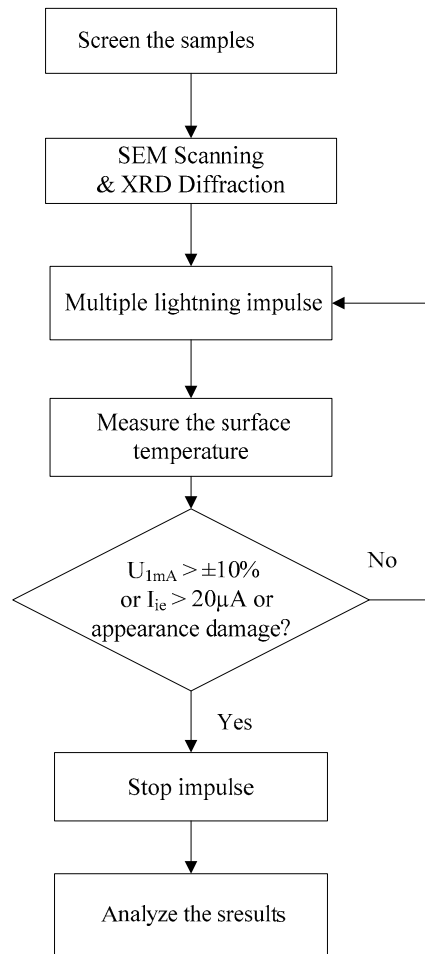 Screen the samples
SEM Scanning
& XRD Diffraction
Multiple lightning impulse
Measure the surface
temperature
U1mA > ±10%
or Iie > 20μA or
appearance damage?
No
Yes
Stop impulse
Analyze the sresults